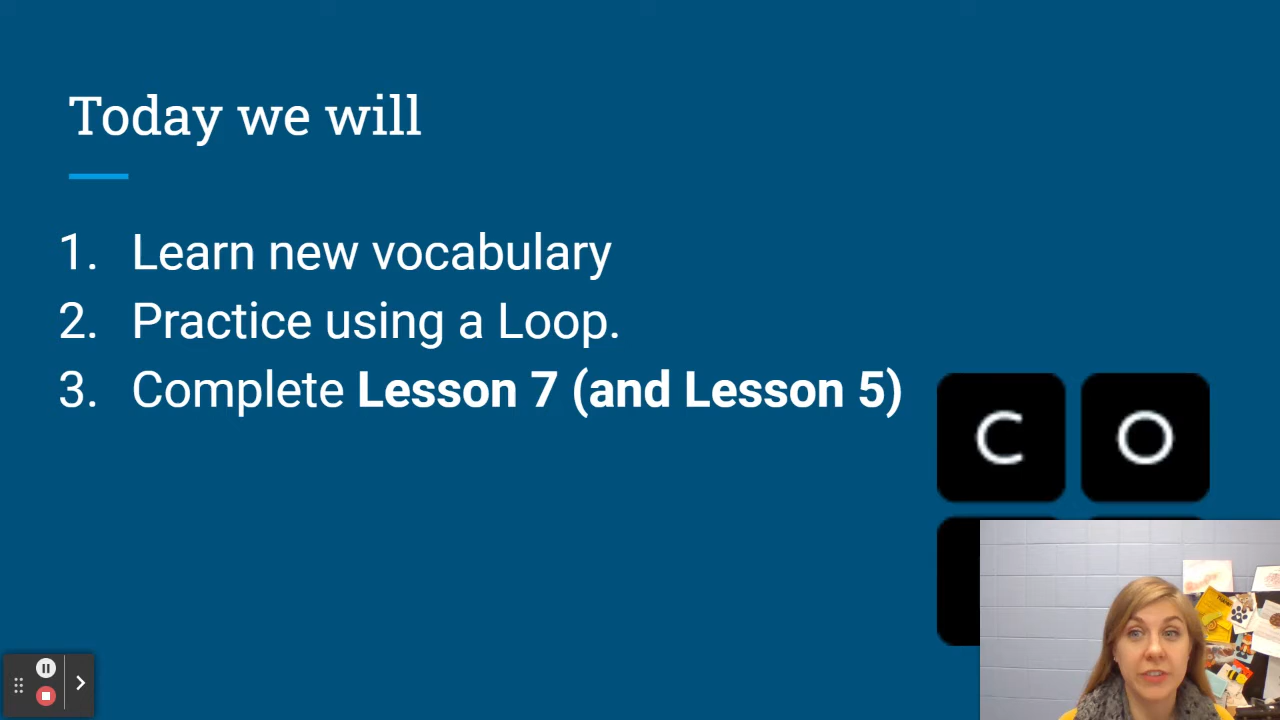 Today we will
1. Learn new vocabulary
2. Practice using a Loop.
3. Complete Lesson 7 (and Lesson 5)
C O